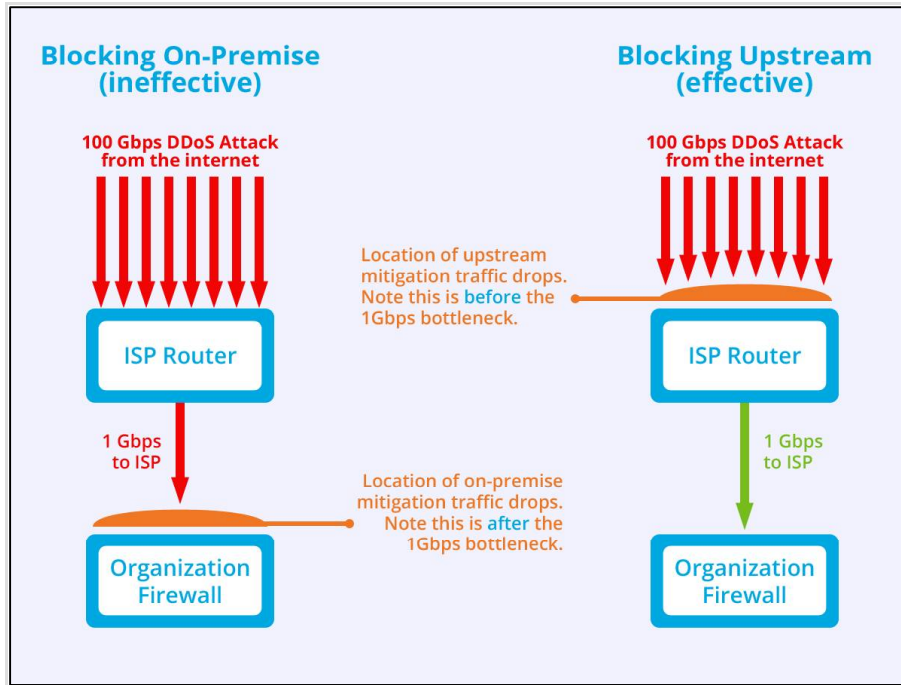 Blocking On-Premise
(ineffective)
100 Gbps DDoS Attack
from the internet
ISP Router
1 Gbps
to ISP
Location of on-premise
mitigation traffic drops.
Note this is after the
1Gbps bottleneck.
Organization
Firewall
Blocking Upstream
(effective)
100 Gbps DDoS Attack
from the internet
Location of upstream
mitigation traffic drops.
Note this is before the
1Gbps bottleneck.
ISP Router
1 Gbps
to ISP
Organization
Firewall